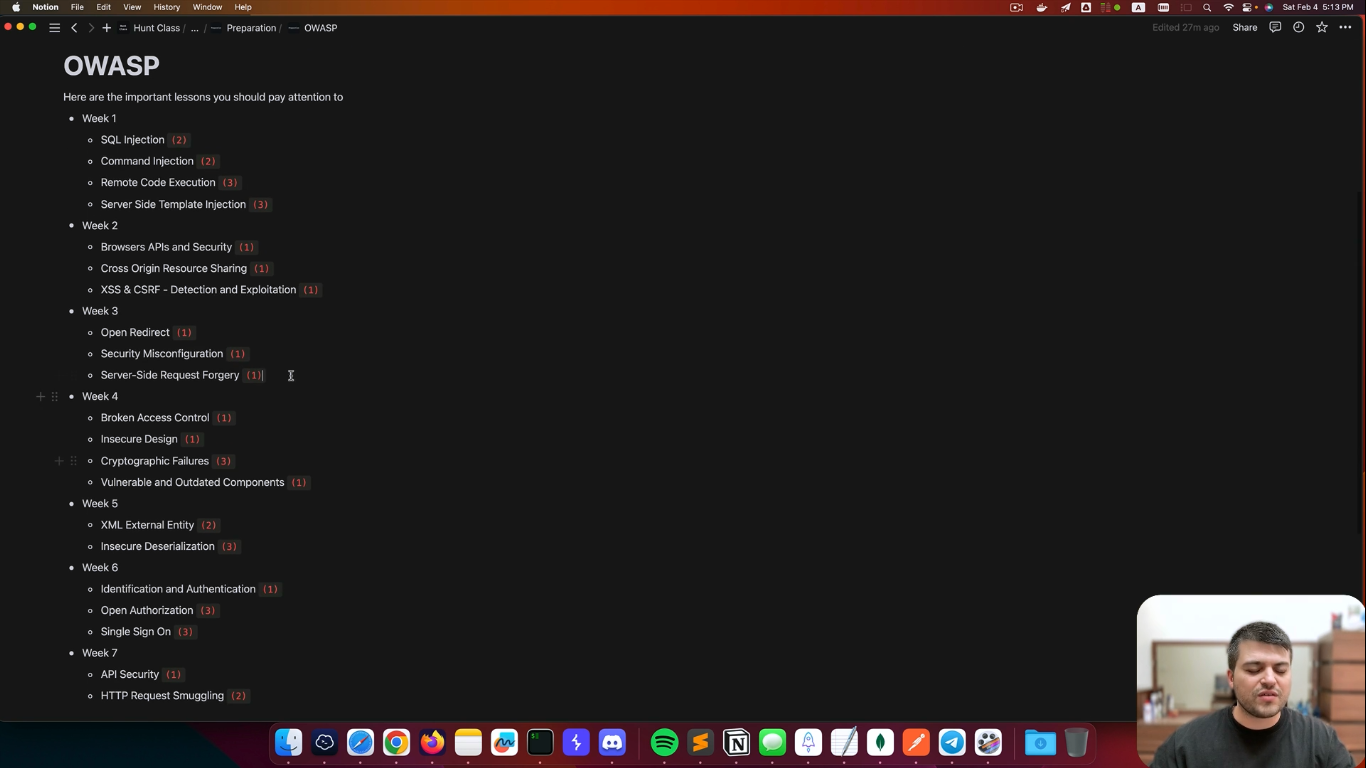 Notion File Edit View History Window Help Sat Feb 4 5:13 PM
Hunt Class / ... / Preparation / OWASP Edited 27m ago Share
OWASP
Here are the important lessons you should pay attention to
Week 1
SQL Injection (2)
Command Injection (2)
Remote Code Execution (3)
Server Side Template Injection (3)
Week 2
Browsers APIs and Security (1)
Cross Origin Resource Sharing (1)
XSS & CSRF - Detection and Exploitation (1)
Week 3
Open Redirect (1)
Security Misconfiguration (1)
Server-Side Request Forgery (1)
Week 4
Broken Access Control (1)
Insecure Design (1)
Cryptographic Failures (3)
Vulnerable and Outdated Components (1)
Week 5
XML External Entity (2)
Insecure Deserialization (3)
Week 6
Identification and Authentication (1)
Open Authorization (3)
Single Sign On (3)
Week 7
API Security (1)
HTTP Request Smuggling (2)